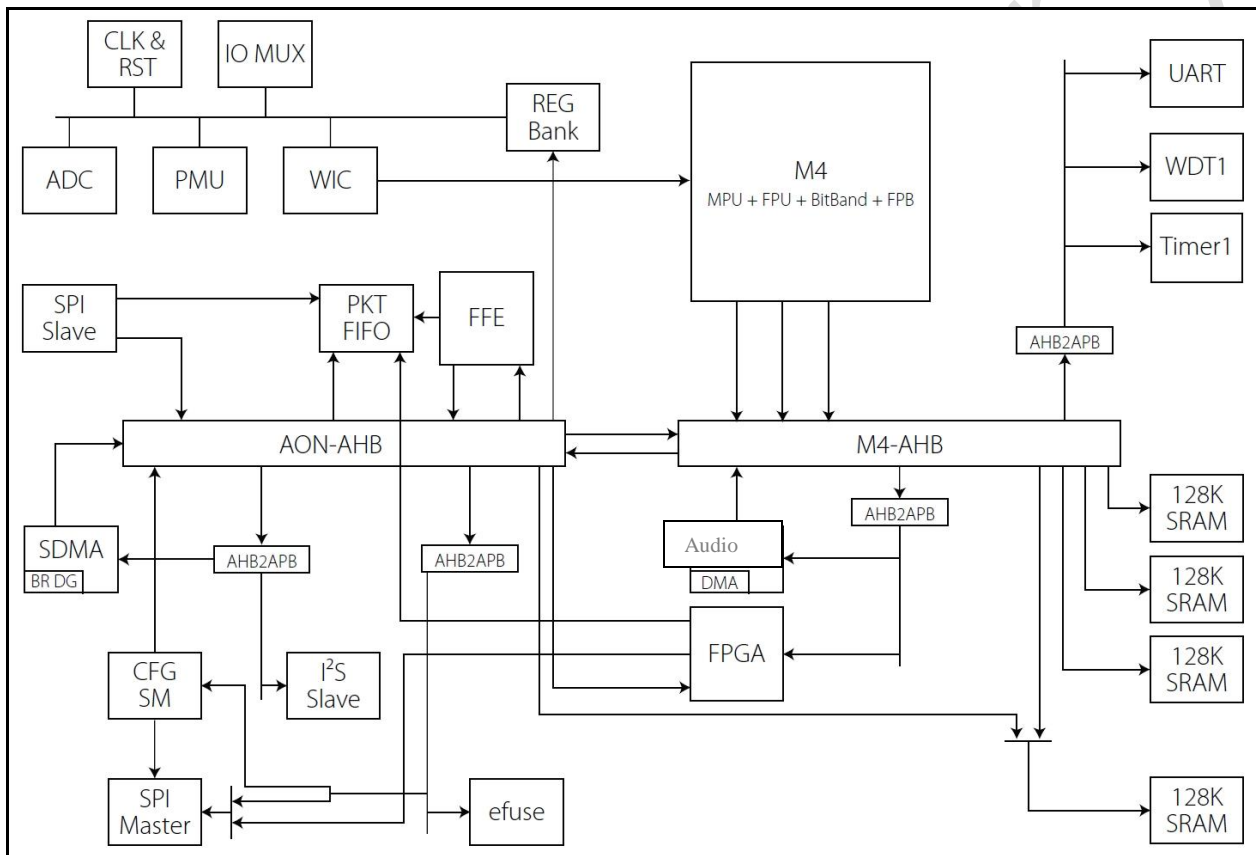 CLK &
RST
IO MUX
REG
Bank
ADC
PMU
WIC
M4
MPU + FPU + BitBand + FPB
UART
WDT1
Timer1
SPI
Slave
PKT
FIFO
FFE
AHB2APB
AON-AHB
M4-AHB
SDMA
BR DG
AHB2APB
AHB2APB
AHB2APB
Audio
DMA
128K
SRAM
128K
SRAM
128K
SRAM
CFG
SM
I²S
Slave
FPGA
SPI
Master
efuse
128K
SRAM